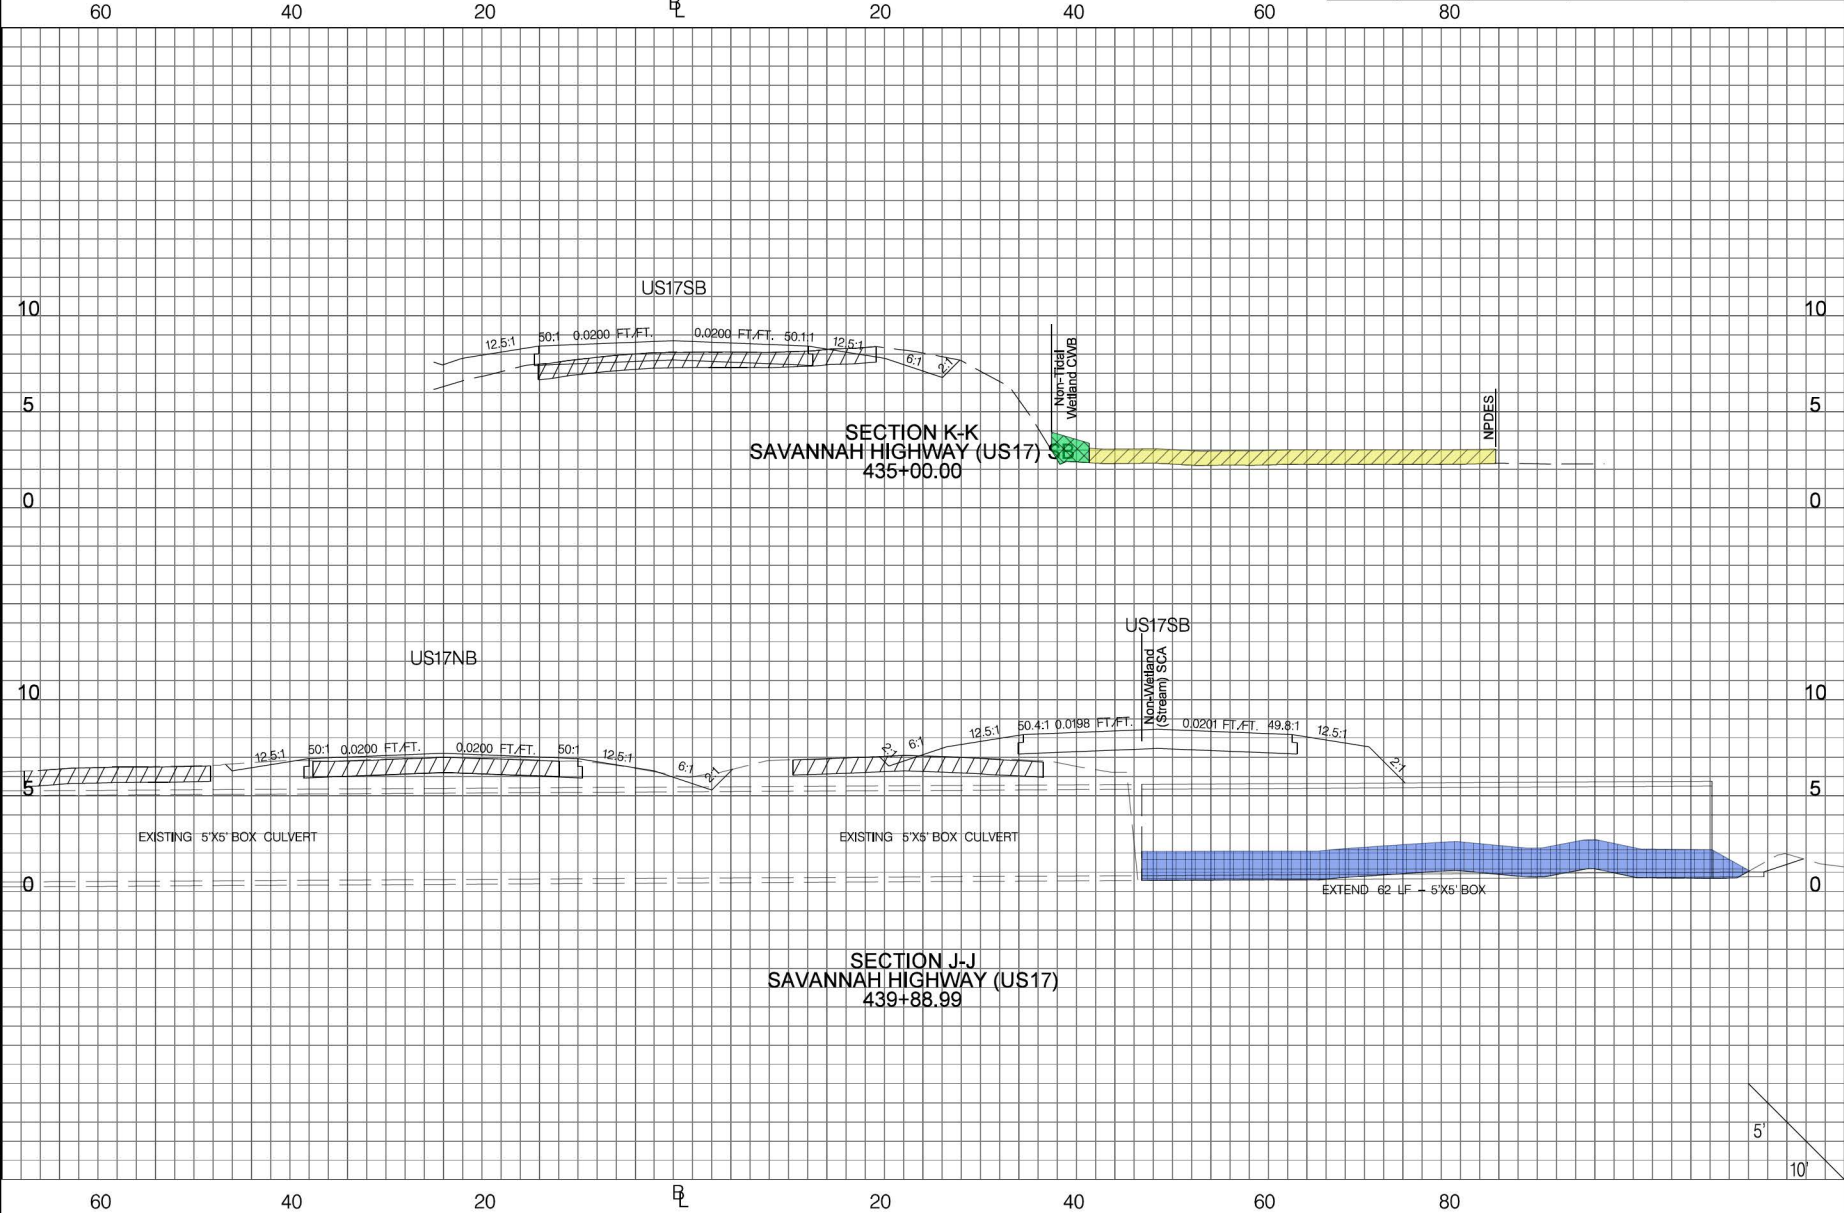 60 40 20 BL 20 40 60 80
US17SB
10 10
12.5:1 50:1 0.0200 FT/FT. 0.0200 FT/FT. 50.1:1 12.5:1 6:1 2:1
Non-Tidal
Wetland CWB
NPDES
5 5
SECTION K-K
SAVANNAH HIGHWAY (US17) SB
435+00.00
0 0
US17SB
US17NB
Non-Wetland
(Stream) SCA
10 10
12.5:1 50:1 0.0200 FT/FT. 0.0200 FT/FT. 50:1 12.5:1 6:1 2:1
2:1 6:1 12.5:1 50.4:1 0.0198 FT/FT. 0.0201 FT/FT. 49.8:1 12.5:1 2:1
5 5
EXISTING 5'X5' BOX CULVERT EXISTING 5'X5' BOX CULVERT
0 0
EXTEND 62 LF - 5'X5' BOX
SECTION J-J
SAVANNAH HIGHWAY (US17)
439+88.99
5'
10'
60 40 20 BL 20 40 60 80